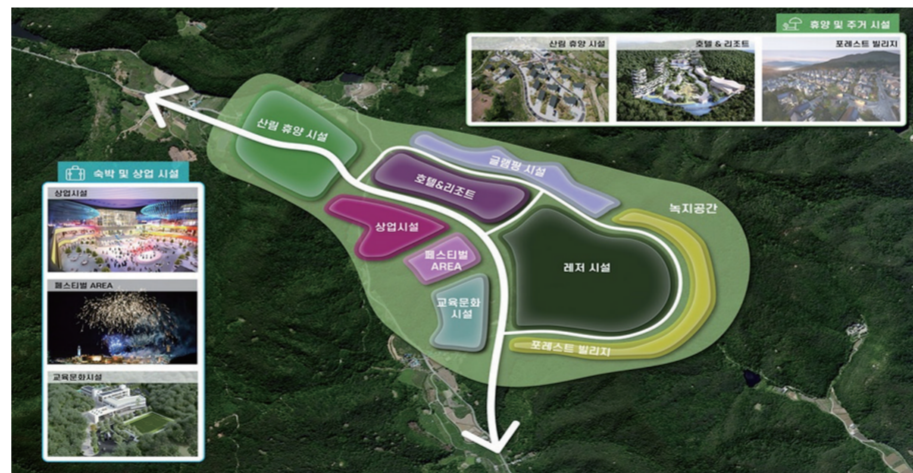 휴양 및 주거 시설
산림 휴양 시설
호텔 & 리조트
포레스트 빌리지
숙박 및 상업 시설
상업시설
페스티벌 AREA
교육문화시설
산림 휴양 시설
글램핑 시설
호텔&리조트
녹지공간
상업시설
페스티벌
AREA
레저 시설
교육문화
시설
포레스트 빌리지